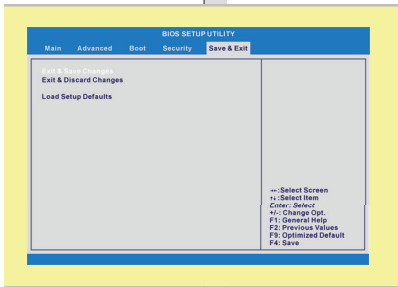 BIOS SETUP UTILITY
Main Advanced Boot Security Save & Exit
Exit & Save Changes
Exit & Discard Changes
Load Setup Defaults
→←:Select Screen
↑↓:Select Item
Enter: Select
+/-: Change Opt.
F1: General Help
F2: Previous Values
F9: Optimized Default
F4: Save